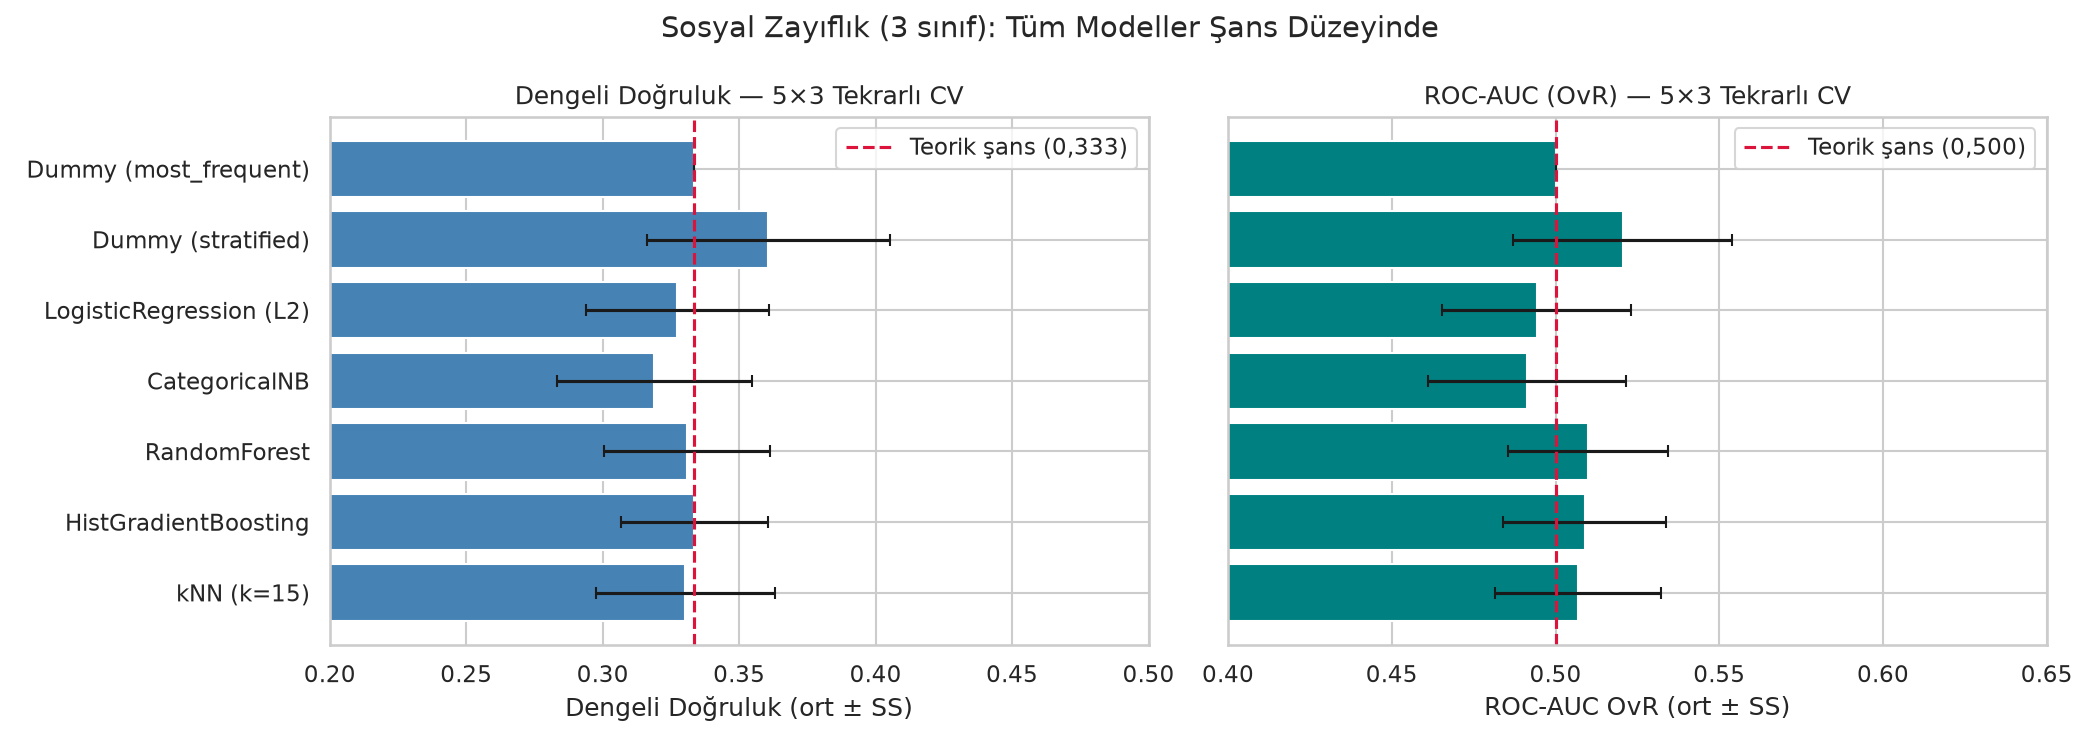 Sosyal Zayıflık (3 sınıf): Tüm Modeller Şans Düzeyinde
Dengeli Doğruluk — 5×3 Tekrarlı CV
Teorik şans (0,333)
Dummy (most_frequent)
Dummy (stratified)
LogisticRegression (L2)
CategoricalNB
RandomForest
HistGradientBoosting
kNN (k=15)
0.20 0.25 0.30 0.35 0.40 0.45 0.50
Dengeli Doğruluk (ort ± SS)
ROC-AUC (OvR) — 5×3 Tekrarlı CV
Teorik şans (0,500)
0.40 0.45 0.50 0.55 0.60 0.65
ROC-AUC OvR (ort ± SS)